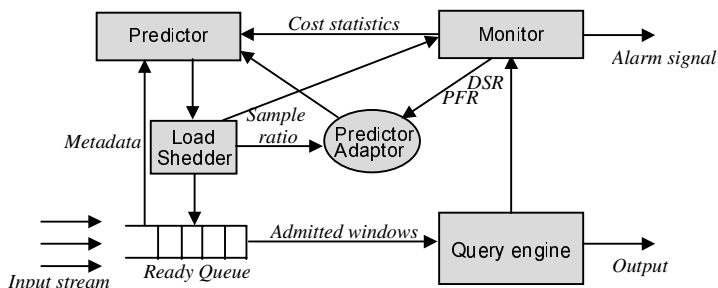 Predictor
Cost statistics
Monitor
Alarm signal
DSR
PFR
Sample
ratio
Metadata
Load
Shedder
Predictor
Adaptor
Admitted windows
Query engine
Input stream
Ready Queue
Output